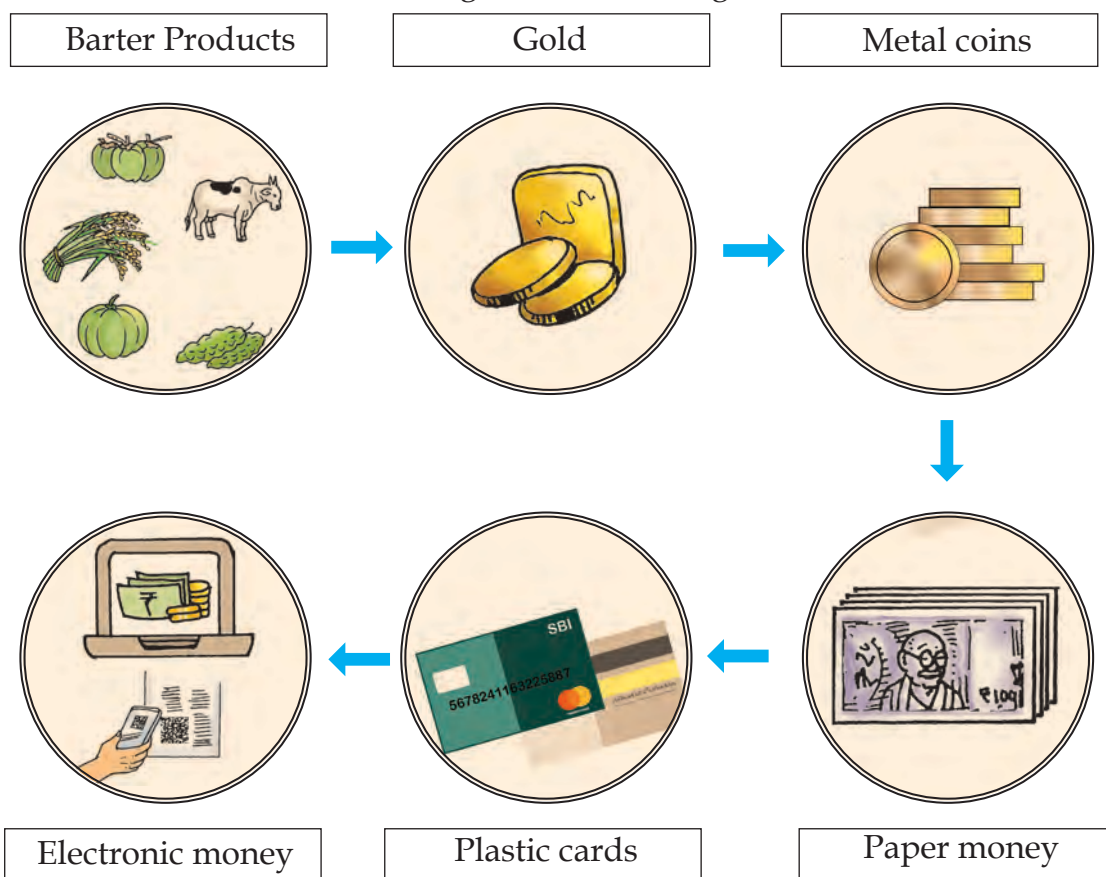 Barter Products
Gold
Metal coins
₹
SBI
5678241163225887
Electronic money
Plastic cards
Paper money